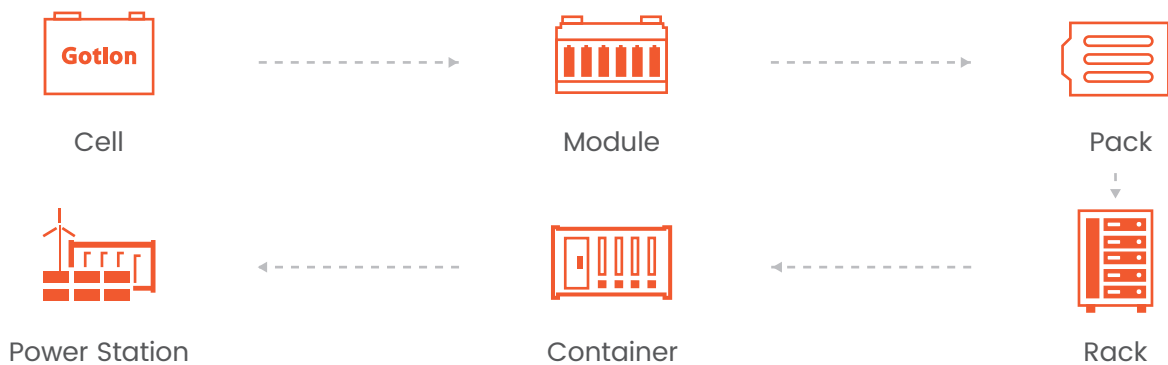 Gotion
Cell
Module
Pack
Power Station
Container
Rack